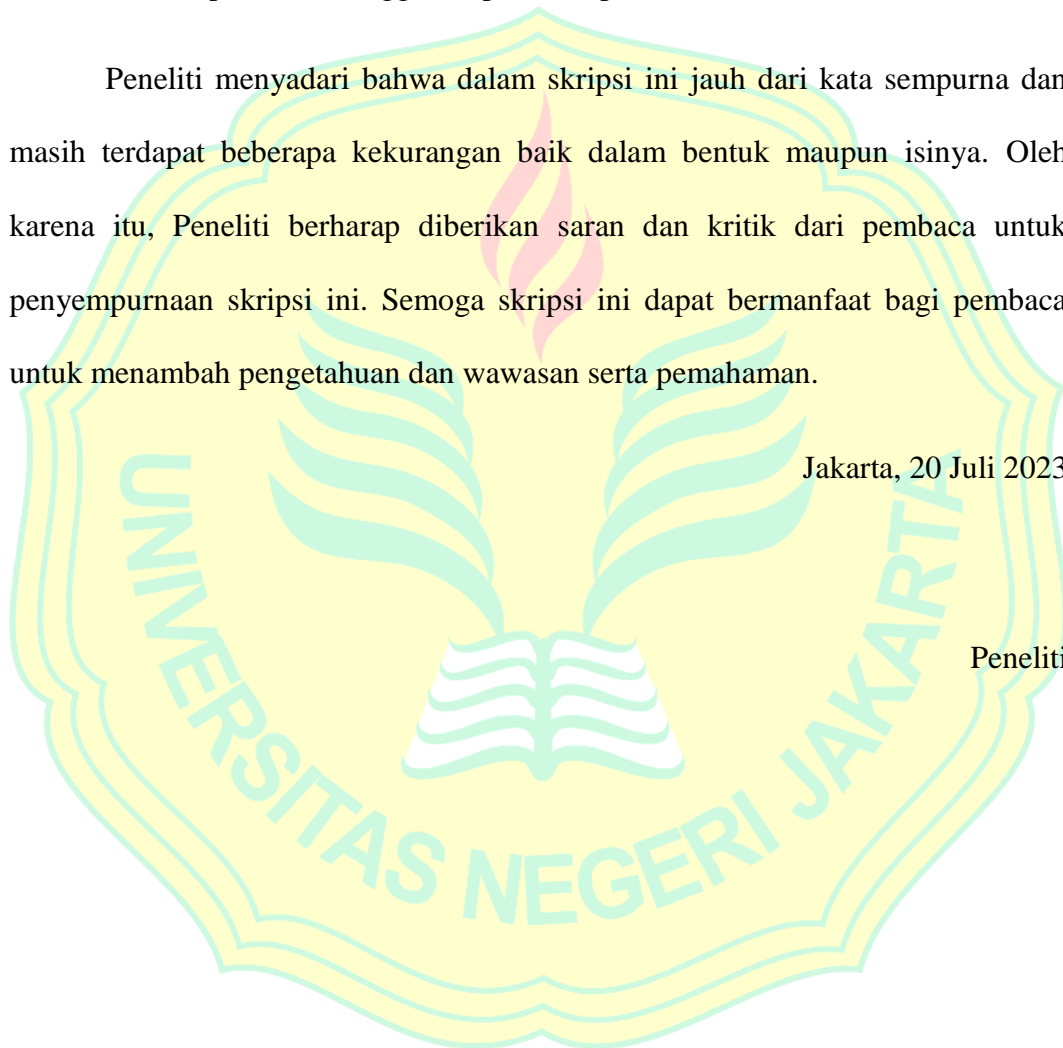 Peneliti menyadari bahwa dalam skripsi ini jauh dari kata sempurna dan
masih terdapat beberapa kekurangan baik dalam bentuk maupun isinya. Oleh
karena itu, Peneliti berharap diberikan saran dan kritik dari pembaca untuk
penyempurnaan skripsi ini. Semoga skripsi ini dapat bermanfaat bagi pembaca
untuk menambah pengetahuan dan wawasan serta pemahaman.
Jakarta, 20 Juli 2023
Peneliti
UNIVERSITAS NEGERI JAKARTA